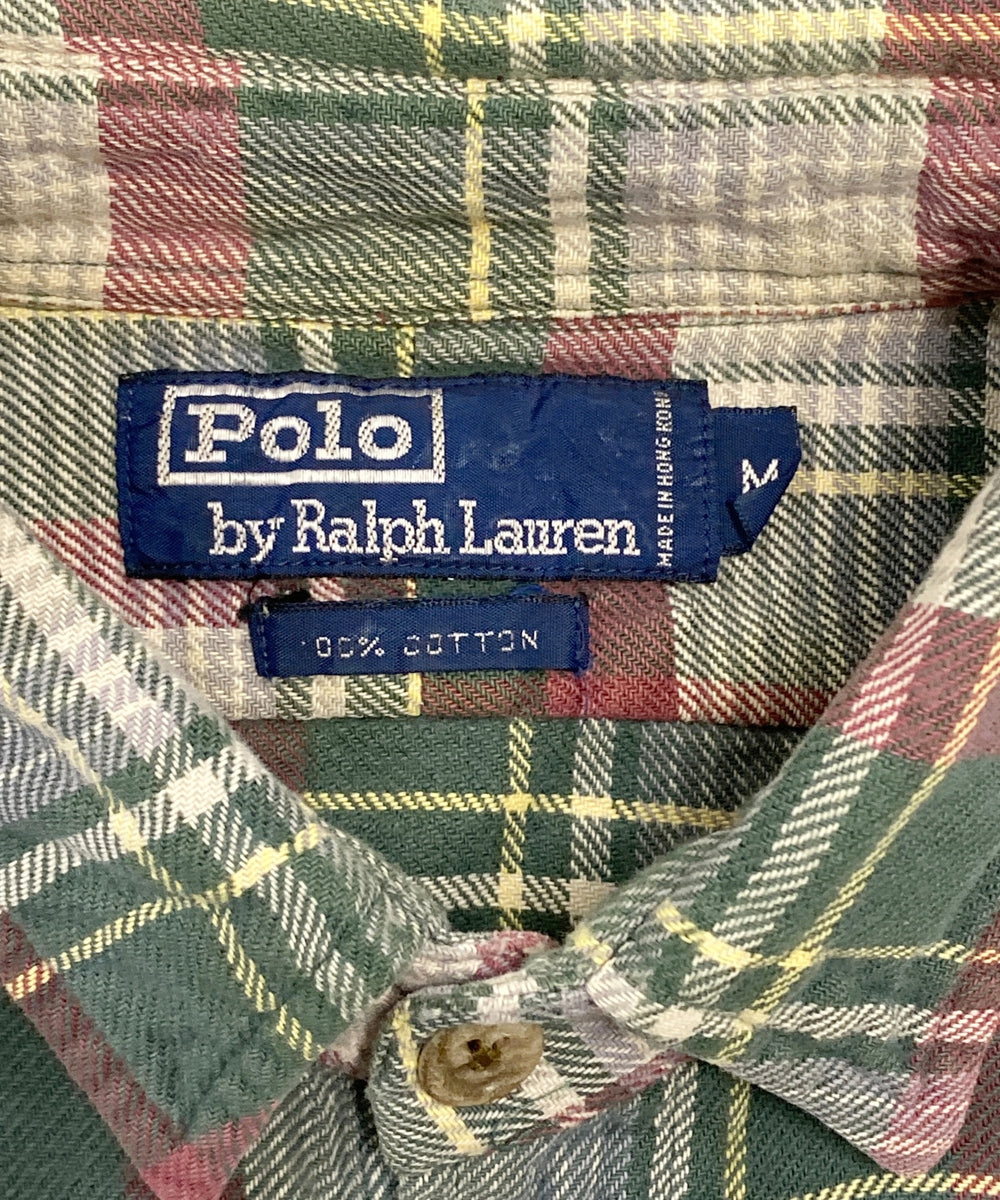 Polo
by Ralph Lauren
MADE IN HONG KONG
M
100% COTTON